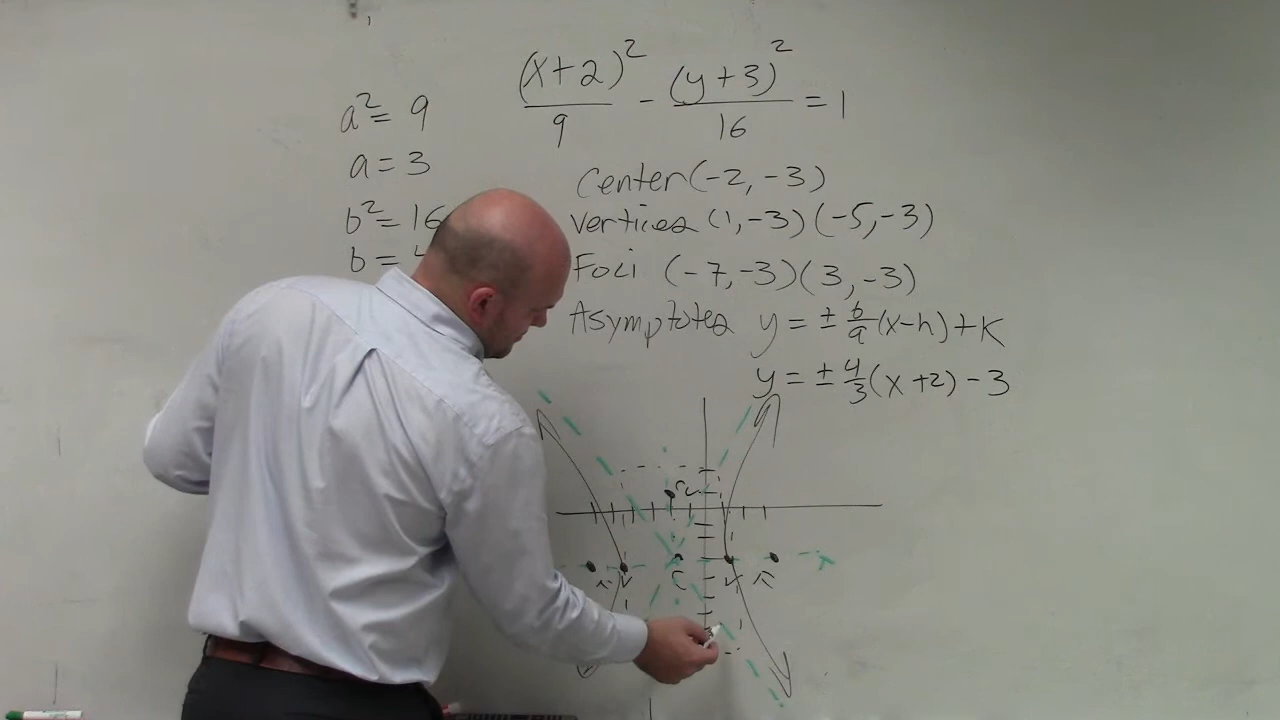 (x+2)² / 9 - (y+3)² / 16 = 1
a² = 9
a = 3
b² = 16
b =
Center (-2, -3)
Vertices (1, -3) (-5, -3)
Foci (-7, -3) (3, -3)
Asymptotes y = ± b/a (x-h) + k
y = ± 4/3 (x+2) - 3
C
V
V
F